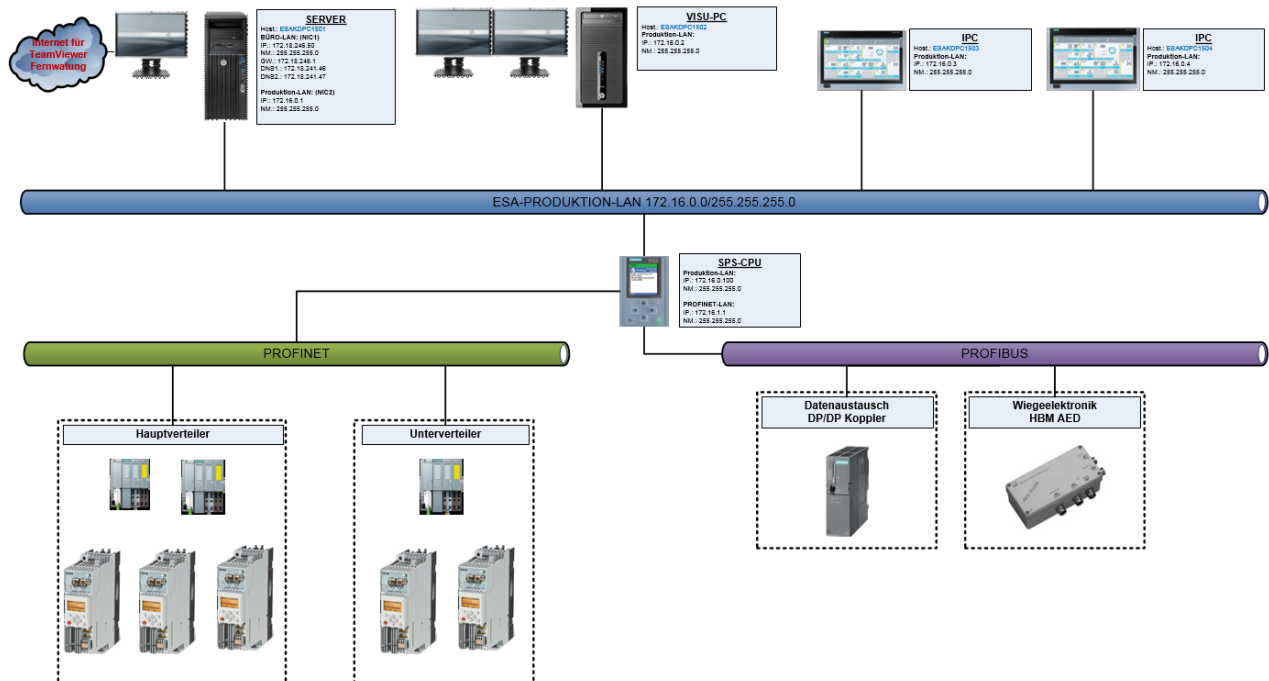 Internet für
TeamViewer
Fernwatung
SERVER
Host.: ESAKDPC1501
BÜRO-LAN: (NIC1)
IP.: 172.18.246.50
NM.: 255.255.255.0
GW.: 172.18.246.1
DNB1.: 172.18.241.46
DNB2.: 172.18.241.47
Produktion-LAN: (NIC2)
IP.: 172.16.0.1
NM.: 255.255.255.0
VISU-PC
Host.: ESAKDPC1502
Produktion-LAN:
IP.: 172.16.0.2
NM.: 255.255.255.0
IPC
Host.: ESAKDPC1503
Produktion-LAN:
IP.: 172.16.0.3
NM.: 255.255.255.0
IPC
Host.: ESAKDPC1504
Produktion-LAN:
IP.: 172.16.0.4
NM.: 255.255.255.0
ESA-PRODUKTION-LAN 172.16.0.0/255.255.255.0
SPS-CPU
Produktion-LAN:
IP.: 172.16.0.100
NM.: 255.255.255.0
PROFINET-LAN:
IP.: 172.16.1.1
NM.: 255.255.255.0
PROFINET
PROFIBUS
Hauptverteiler
Unterverteiler
Datenaustausch
DP/DP Koppler
Wiegeelektronik
HBM AED